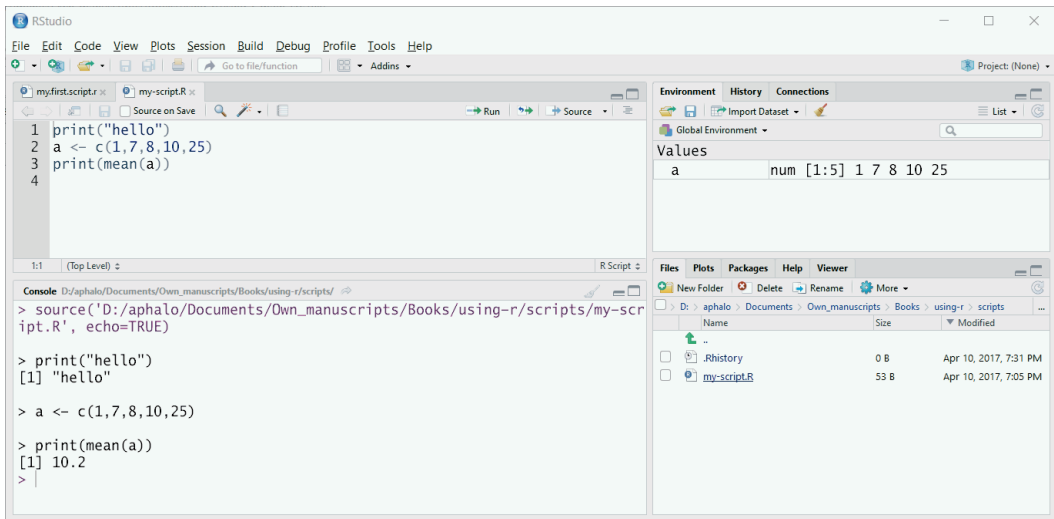 RStudio
File Edit Code View Plots Session Build Debug Profile Tools Help
Go to file/function Addins Project: (None)
my.first.script.r × my-script.R ×
Source on Save Run Source
1 print("hello")
2 a <- c(1,7,8,10,25)
3 print(mean(a))
4
1:1 (Top Level) R Script
Console D:/aphalo/Documents/Own_manuscripts/Books/using-r/scripts/
> source('D:/aphalo/Documents/Own_manuscripts/Books/using-r/scripts/my-scr
ipt.R', echo=TRUE)
> print("hello")
[1] "hello"
> a <- c(1,7,8,10,25)
> print(mean(a))
[1] 10.2
>
Environment History Connections
Import Dataset List
Global Environment
Values
a num [1:5] 1 7 8 10 25
Files Plots Packages Help Viewer
New Folder Delete Rename More
D: > aphalo > Documents > Own_manuscripts > Books > using-r > scripts ...
Name Size Modified
..
.Rhistory 0 B Apr 10, 2017, 7:31 PM
my-script.R 53 B Apr 10, 2017, 7:05 PM